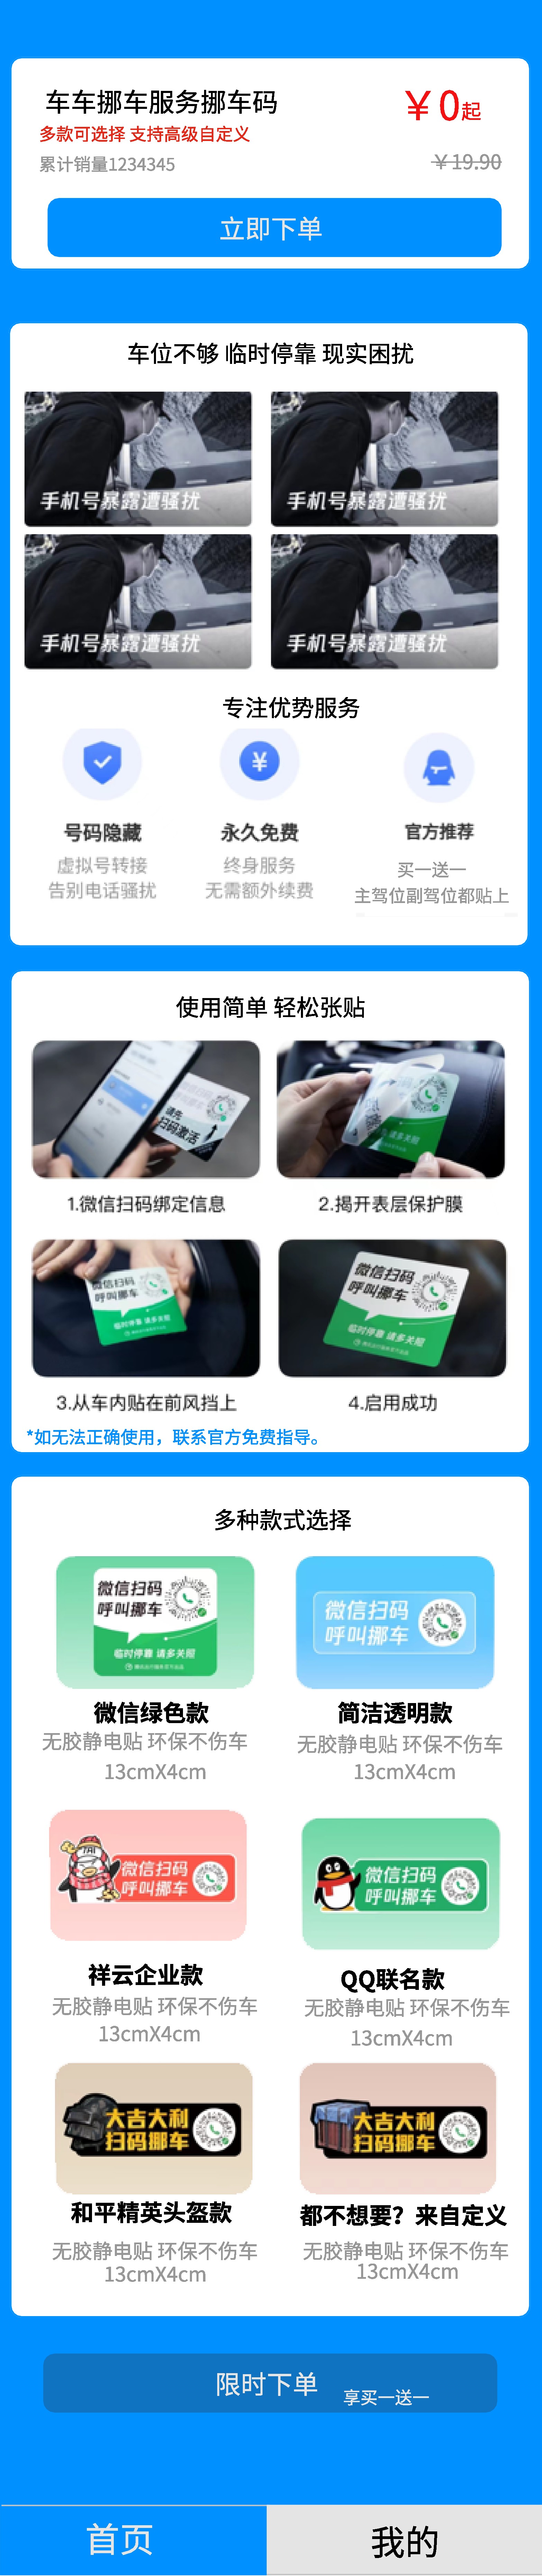 车车挪车服务挪车码
¥0起
多款可选择 支持高级自定义
累计销量1234345
¥19.90
立即下单
车位不够 临时停靠 现实困扰
手机号暴露遭骚扰
手机号暴露遭骚扰
手机号暴露遭骚扰
手机号暴露遭骚扰
专注优势服务
号码隐藏
永久免费
官方推荐
虚拟号转接
终身服务
买一送一
告别电话骚扰
无需额外续费
主驾位副驾位都贴上
使用简单 轻松张贴
请先
扫码激活
请多关照
1.微信扫码绑定信息
2.揭开表层保护膜
微信扫码
呼叫挪车
临时停靠 请多关照
微信扫码
呼叫挪车
临时停靠 请多关照
3.从车内贴在前风挡上
4.启用成功
*如无法正确使用，联系官方免费指导。
多种款式选择
微信扫码
呼叫挪车
临时停靠 请多关照
微信扫码
呼叫挪车
微信绿色款
简洁透明款
无胶静电贴 环保不伤车
无胶静电贴 环保不伤车
13cmX4cm
13cmX4cm
微信扫码
呼叫挪车
微信扫码
呼叫挪车
祥云企业款
QQ联名款
无胶静电贴 环保不伤车
无胶静电贴 环保不伤车
13cmX4cm
13cmX4cm
大吉大利
扫码挪车
大吉大利
扫码挪车
和平精英头盔款
都不想要？来自定义
无胶静电贴 环保不伤车
无胶静电贴 环保不伤车
13cmX4cm
13cmX4cm
限时下单 享买一送一
首页
我的